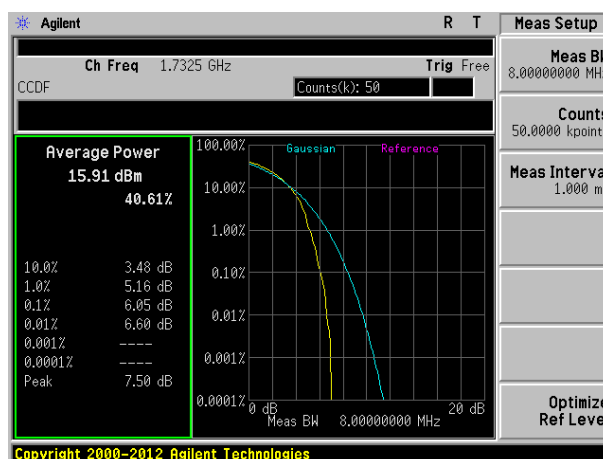 Agilent R T Meas Setup
Ch Freq 1.7325 GHz Trig Free
CCDF Counts(k): 50
Average Power
15.91 dBm
40.61%
10.0% 3.48 dB
1.0% 5.16 dB
0.1% 6.05 dB
0.01% 6.60 dB
0.001% ----
0.0001% ----
Peak 7.50 dB
Gaussian Reference
100.00%
10.00%
1.00%
0.10%
0.01%
0.001%
0.0001%
0 dB 20 dB
Meas BW 8.00000000 MHz
Meas BW
8.00000000 MH
Counts
50.0000 kpoint
Meas Interva
1.000 m
Optimize
Ref Leve
Copyright 2000-2012 Agilent Technologies